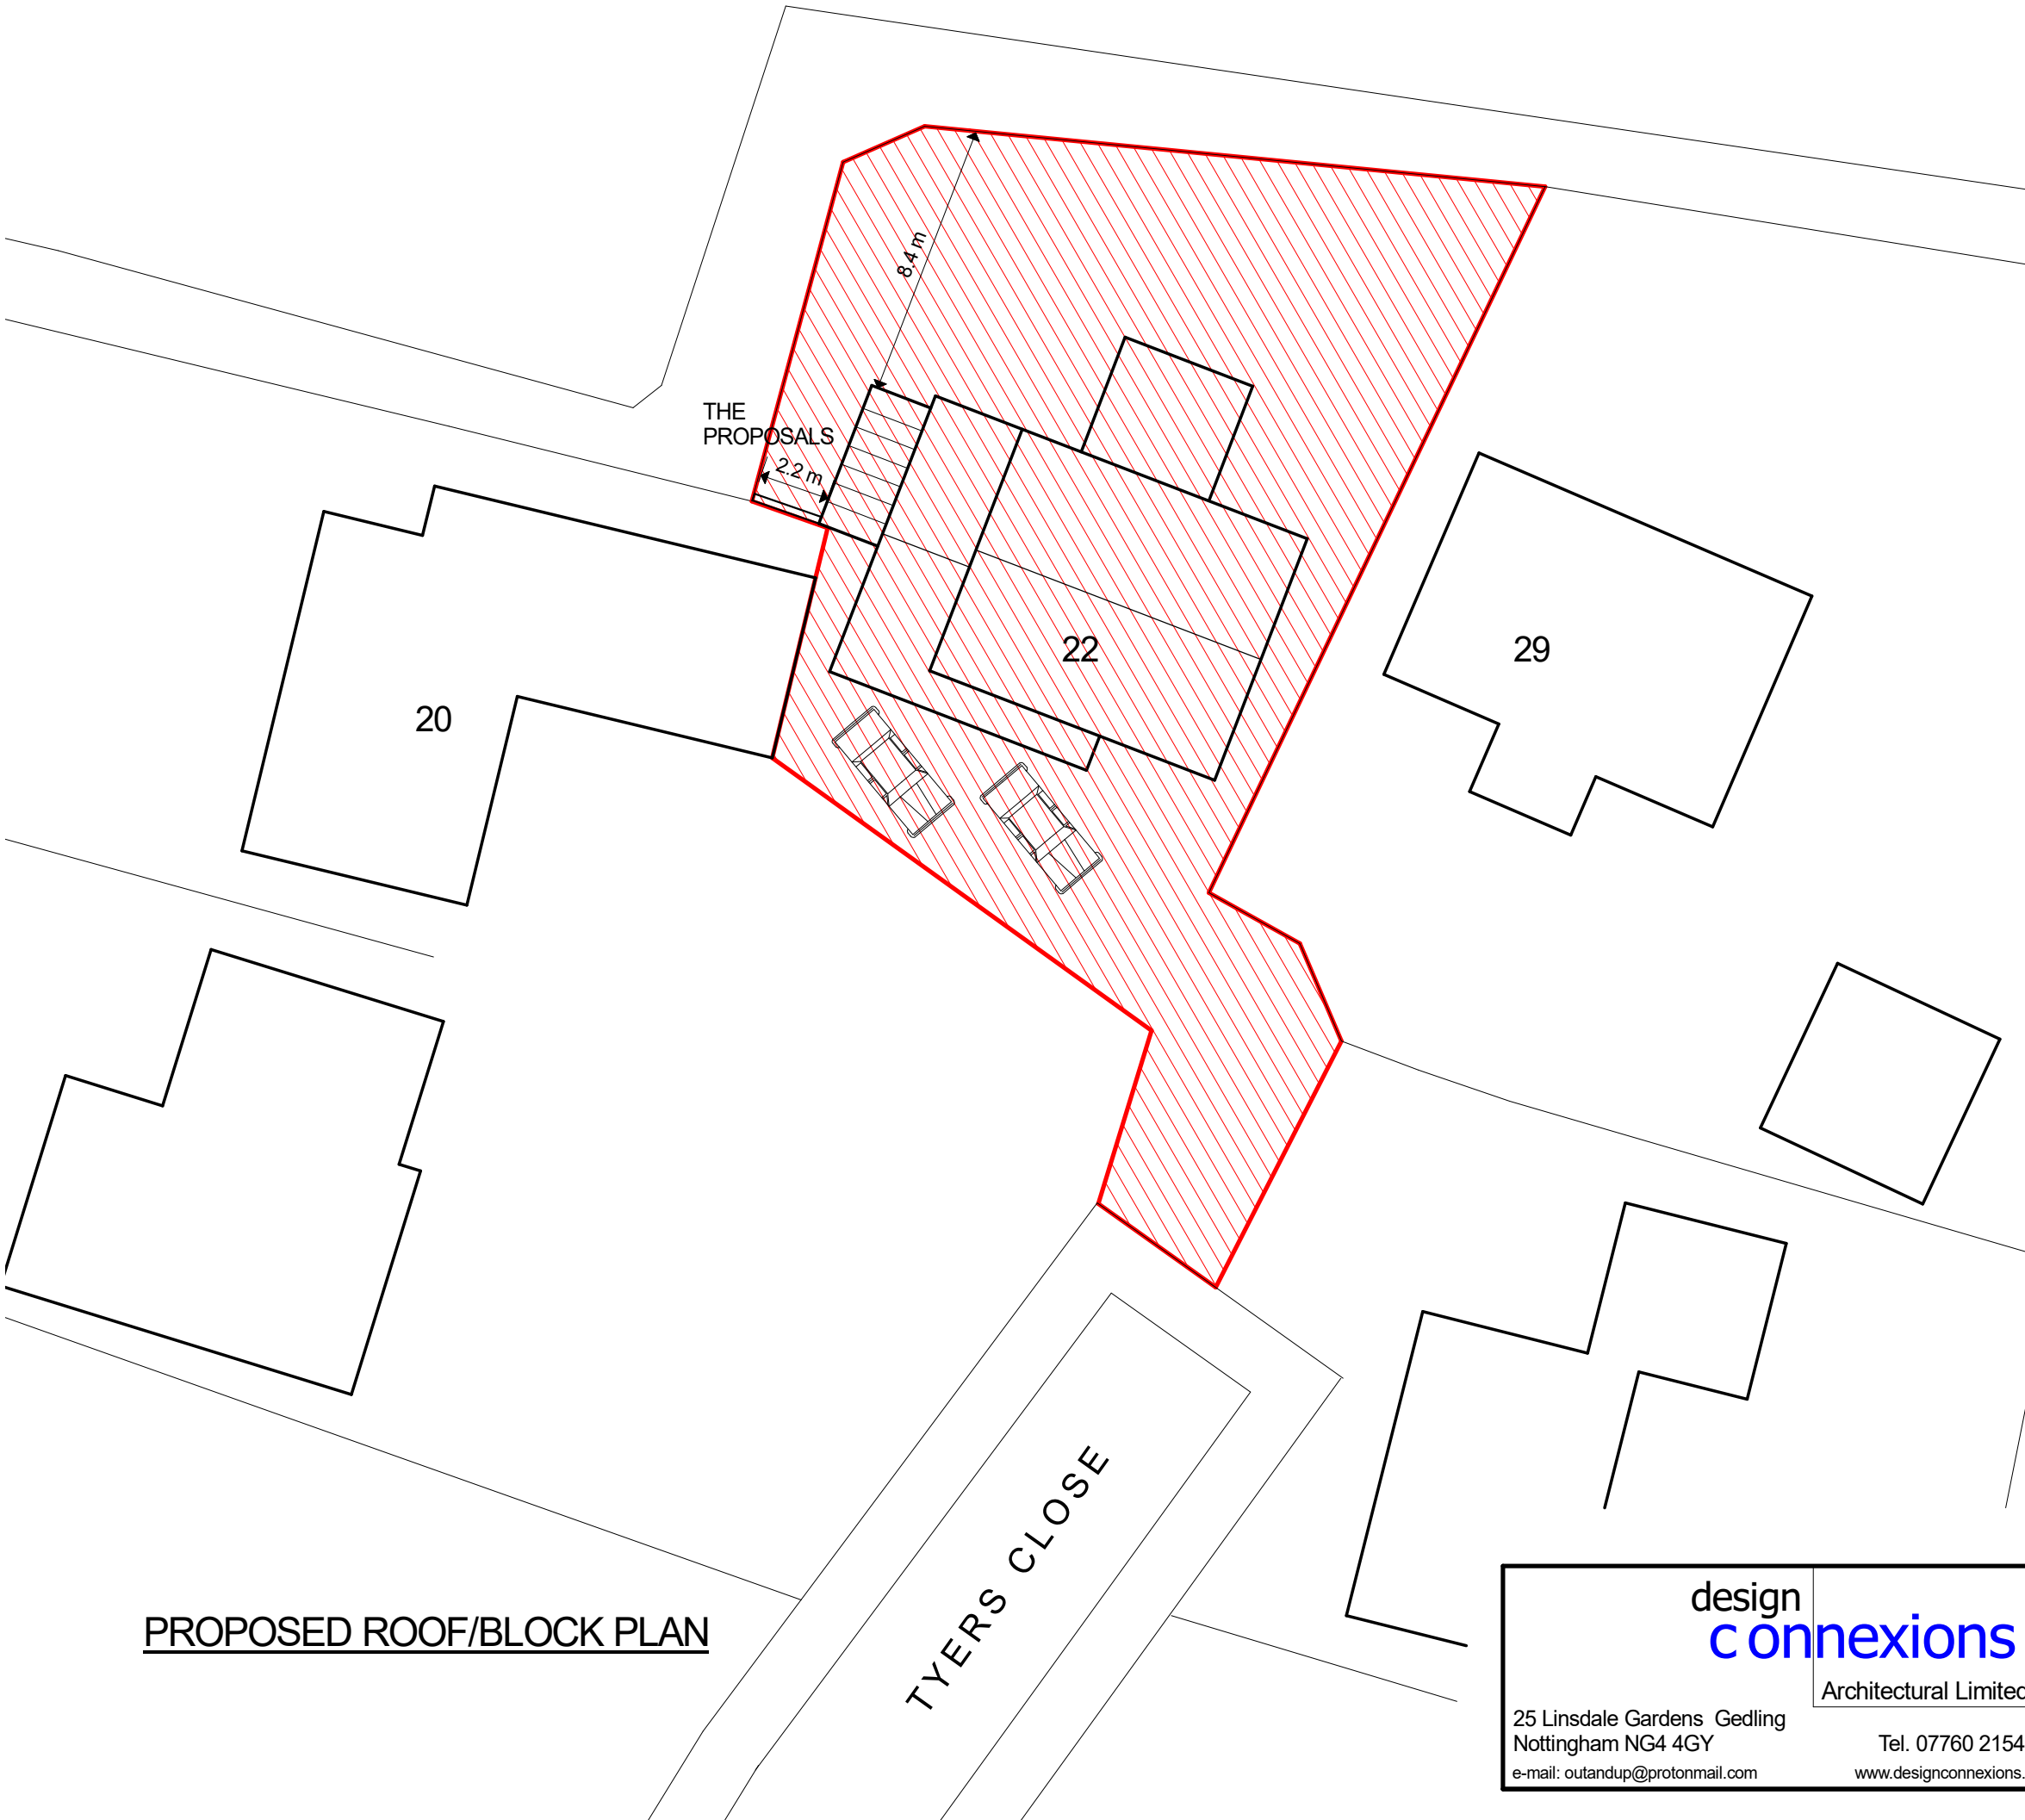 8.4 m
THE
PROPOSALS
2.2 m
22
29
20
TYERS CLOSE
PROPOSED ROOF/BLOCK PLAN
design
connexions
Architectural Limited
25 Linsdale Gardens Gedling
Nottingham NG4 4GY
Tel. 07760 2154
e-mail: outandup@protonmail.com
www.designconnexions.